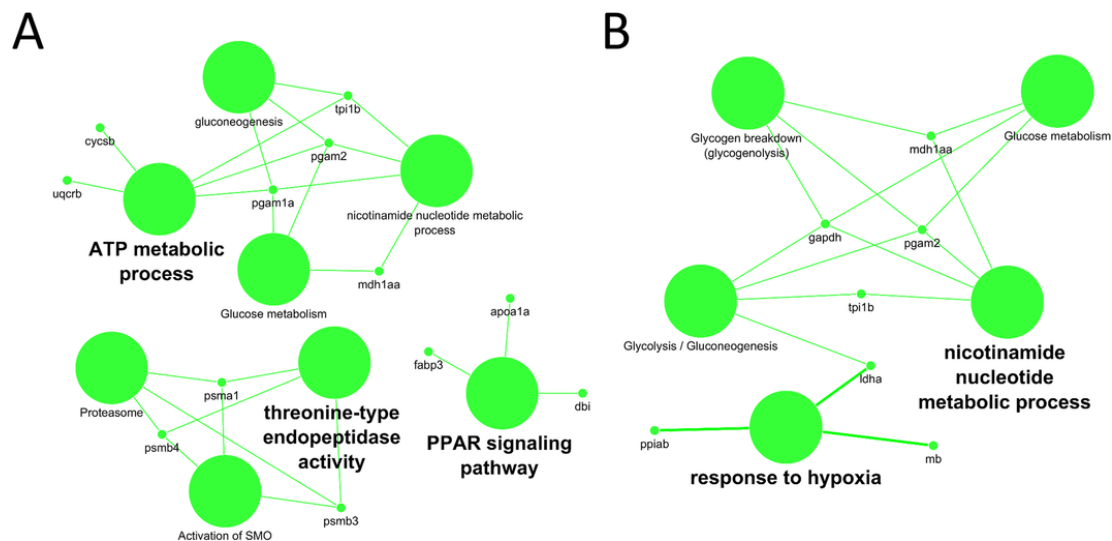 A
gluconeogenesis
tpi1b
cycsb
pgam2
uqcrb
pgam1a
nicotinamide nucleotide metabolic
process
ATP metabolic
process
mdh1aa
Glucose metabolism
apoa1a
fabp3
dbi
PPAR signaling
pathway
Proteasome
psma1
threonine-type
endopeptidase
activity
psmb4
psmb3
Activation of SMO
B
Glycogen breakdown
(glycogenolysis)
Glucose metabolism
mdh1aa
gapdh
pgam2
tpi1b
Glycolysis / Gluconeogenesis
nicotinamide
nucleotide
metabolic process
ldha
ppiab
mb
response to hypoxia